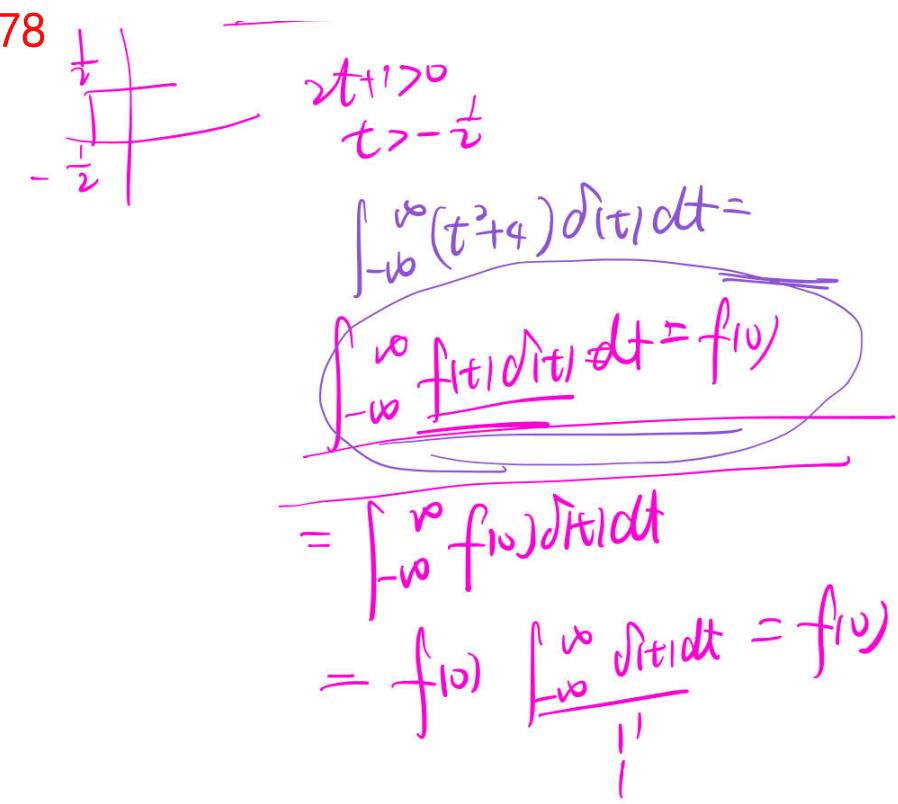 78
1/2
-1/2
2t+1>0
t>-1/2
∫_{-∞}^{∞} (t²+4) δ(t) dt =
∫_{-∞}^{∞} f(t) δ(t) dt = f(0)
= ∫_{-∞}^{∞} f(0) δ(t) dt
= f(0) ∫_{-∞}^{∞} δ(t) dt = f(0)
1